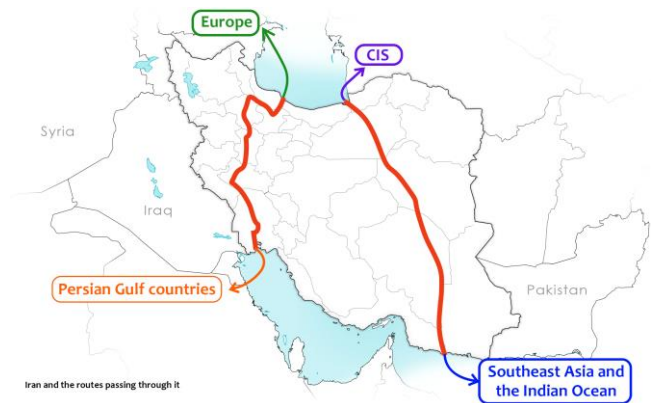 Europe
CIS
Syria
Iraq
Persian Gulf countries
Pakistan
Southeast Asia and
the Indian Ocean
Iran and the routes passing through it